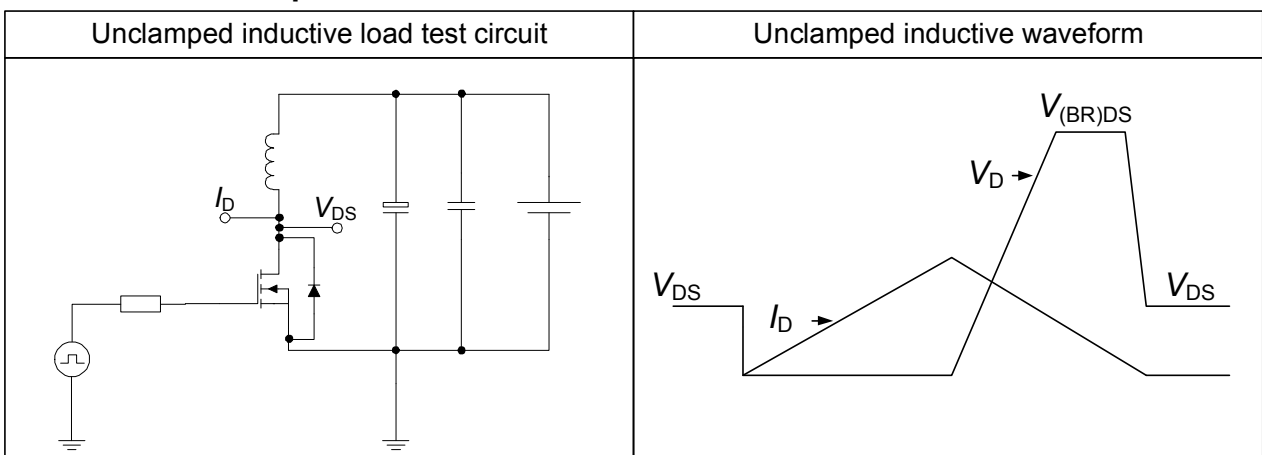 Unclamped inductive load test circuit
Unclamped inductive waveform
I_D
V_DS
V_(BR)DS
V_D
V_DS
I_D
V_DS